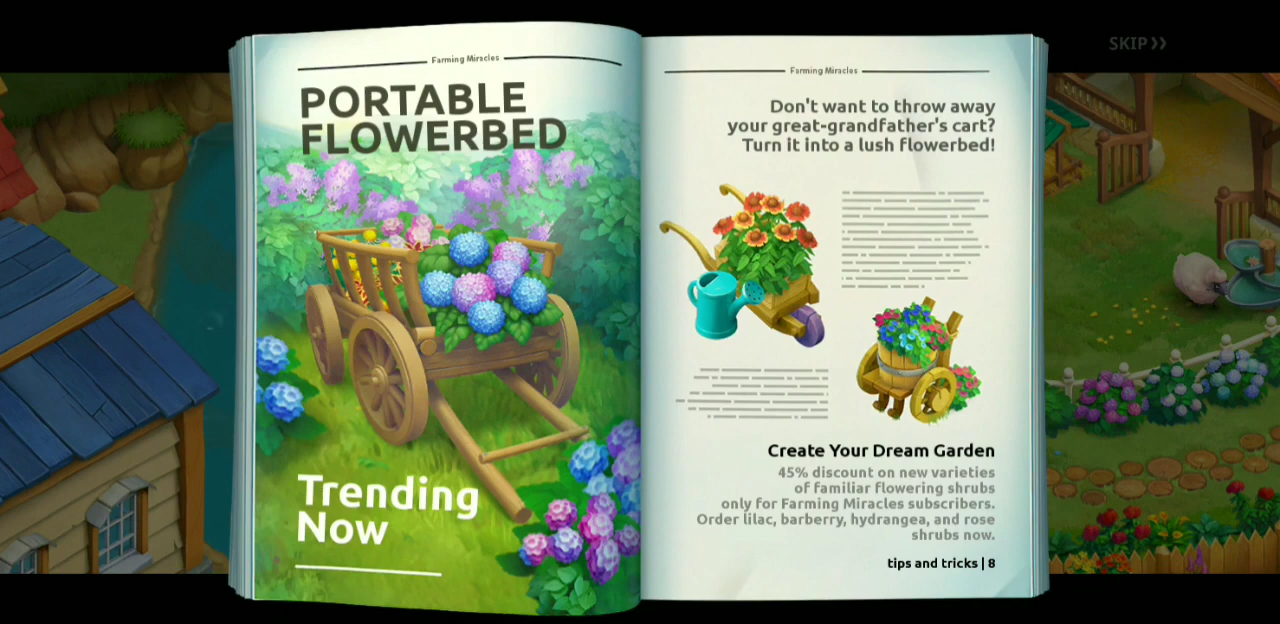 SKIP
Farming Miracles
PORTABLE
FLOWERBED
Trending
Now
Farming Miracles
Don't want to throw away
your great-grandfather's cart?
Turn it into a lush flowerbed!
Create Your Dream Garden
45% discount on new varieties
of familiar flowering shrubs
only for Farming Miracles subscribers.
Order lilac, barberry, hydrangea, and rose
shrubs now.
tips and tricks | 8